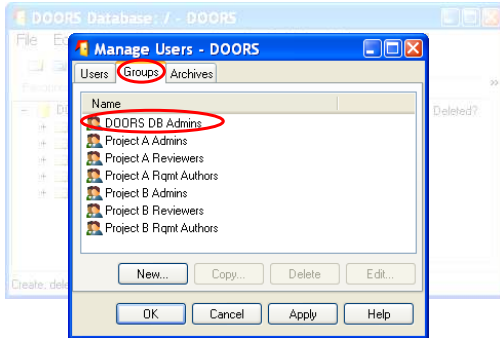 DOORS Database: / - DOORS
File
Manage Users - DOORS
Users Groups Archives
Name
DOORS DB Admins
Project A Admins
Project A Reviewers
Project A Rqmt Authors
Project B Admins
Project B Reviewers
Project B Rqmt Authors
Deleted?
New... Copy... Delete Edit...
Create, dele
OK Cancel Apply Help